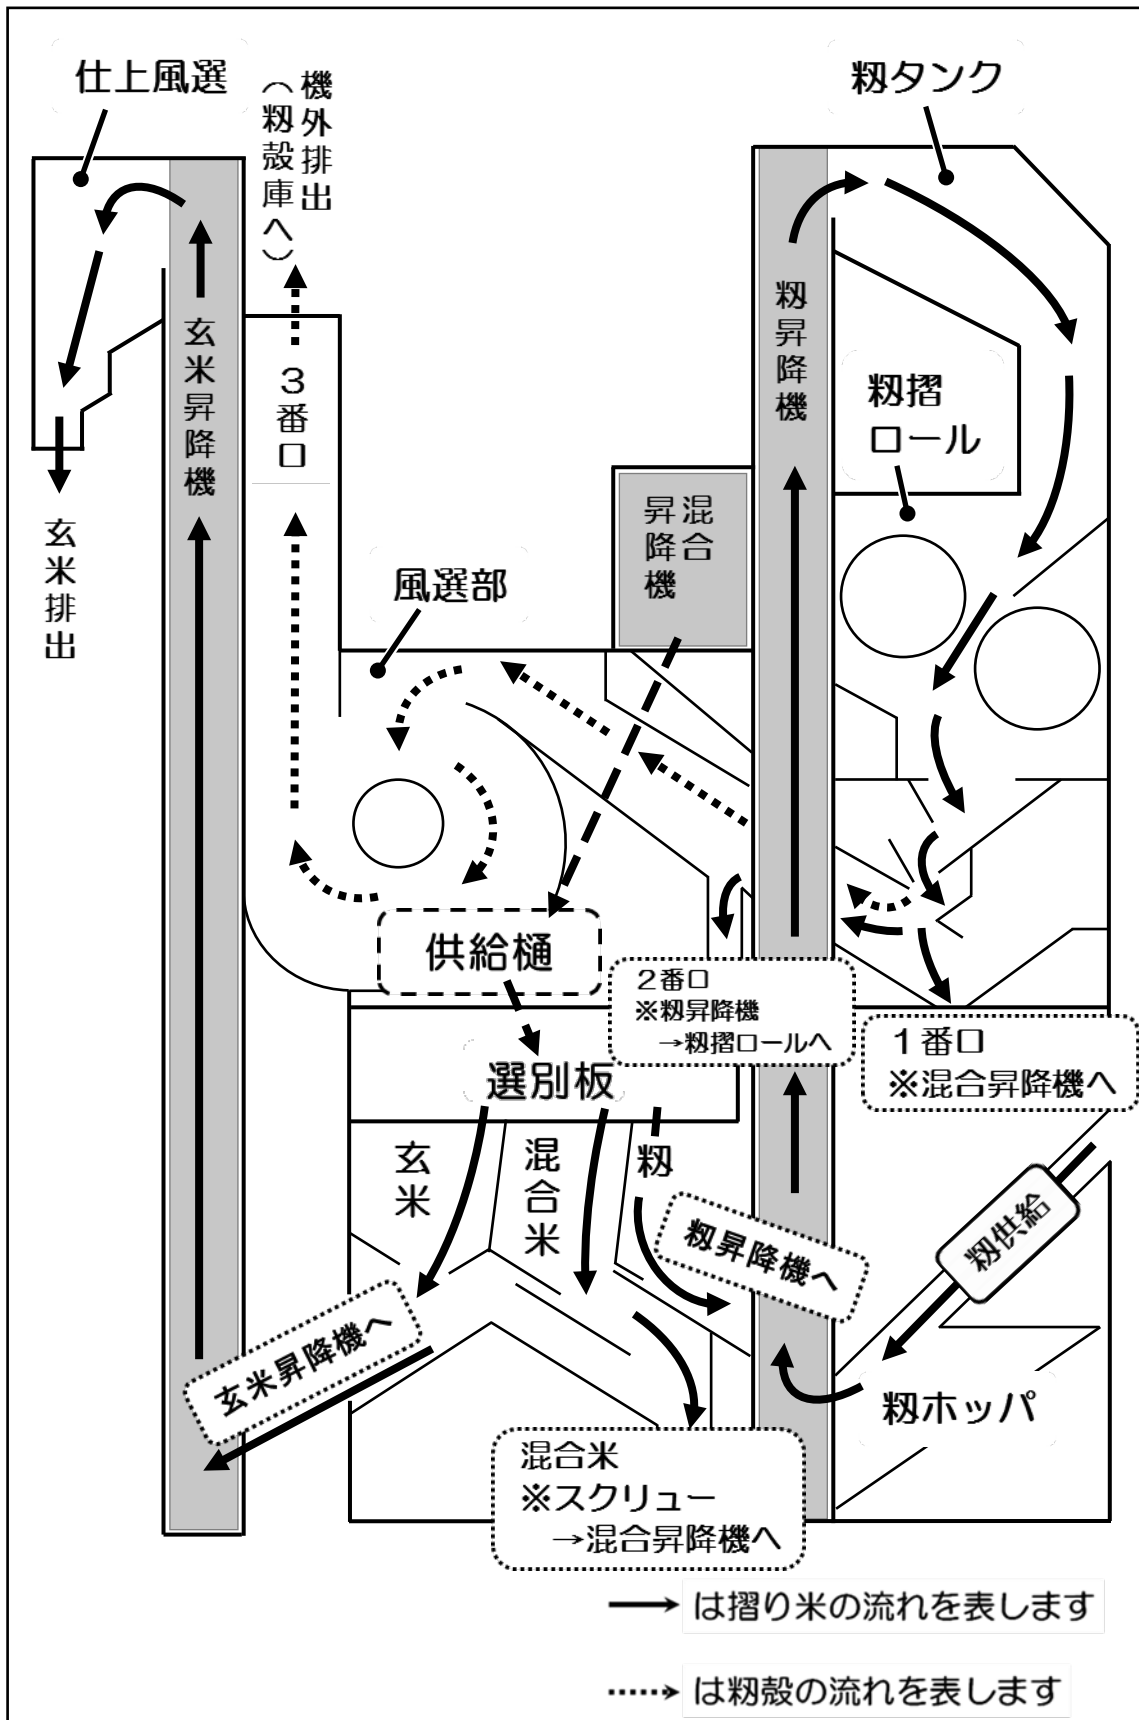 仕上風選
機外排出
（籾殻庫へ）
籾タンク
玄米昇降機
3番口
籾昇降機
籾摺
ロール
混合
昇降機
玄米排出
風選部
供給樋
2番口
※籾昇降機
→籾摺ロールへ
1番口
※混合昇降機へ
選別板
玄米
混合米
籾
籾昇降機へ
籾供給
玄米昇降機へ
籾ホッパ
混合米
※スクリュー
→混合昇降機へ
は摺り米の流れを表します
は籾殻の流れを表します